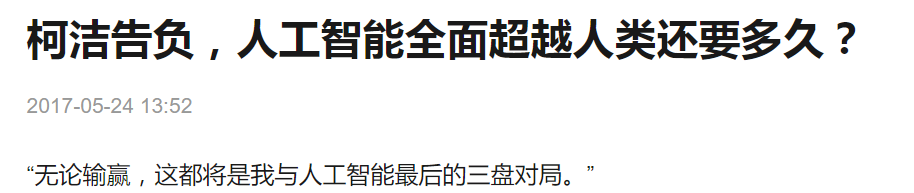 柯洁告负，人工智能全面超越人类还要多久？
2017-05-24 13:52
“无论输赢，这都将是我与人工智能最后的三盘对局。”